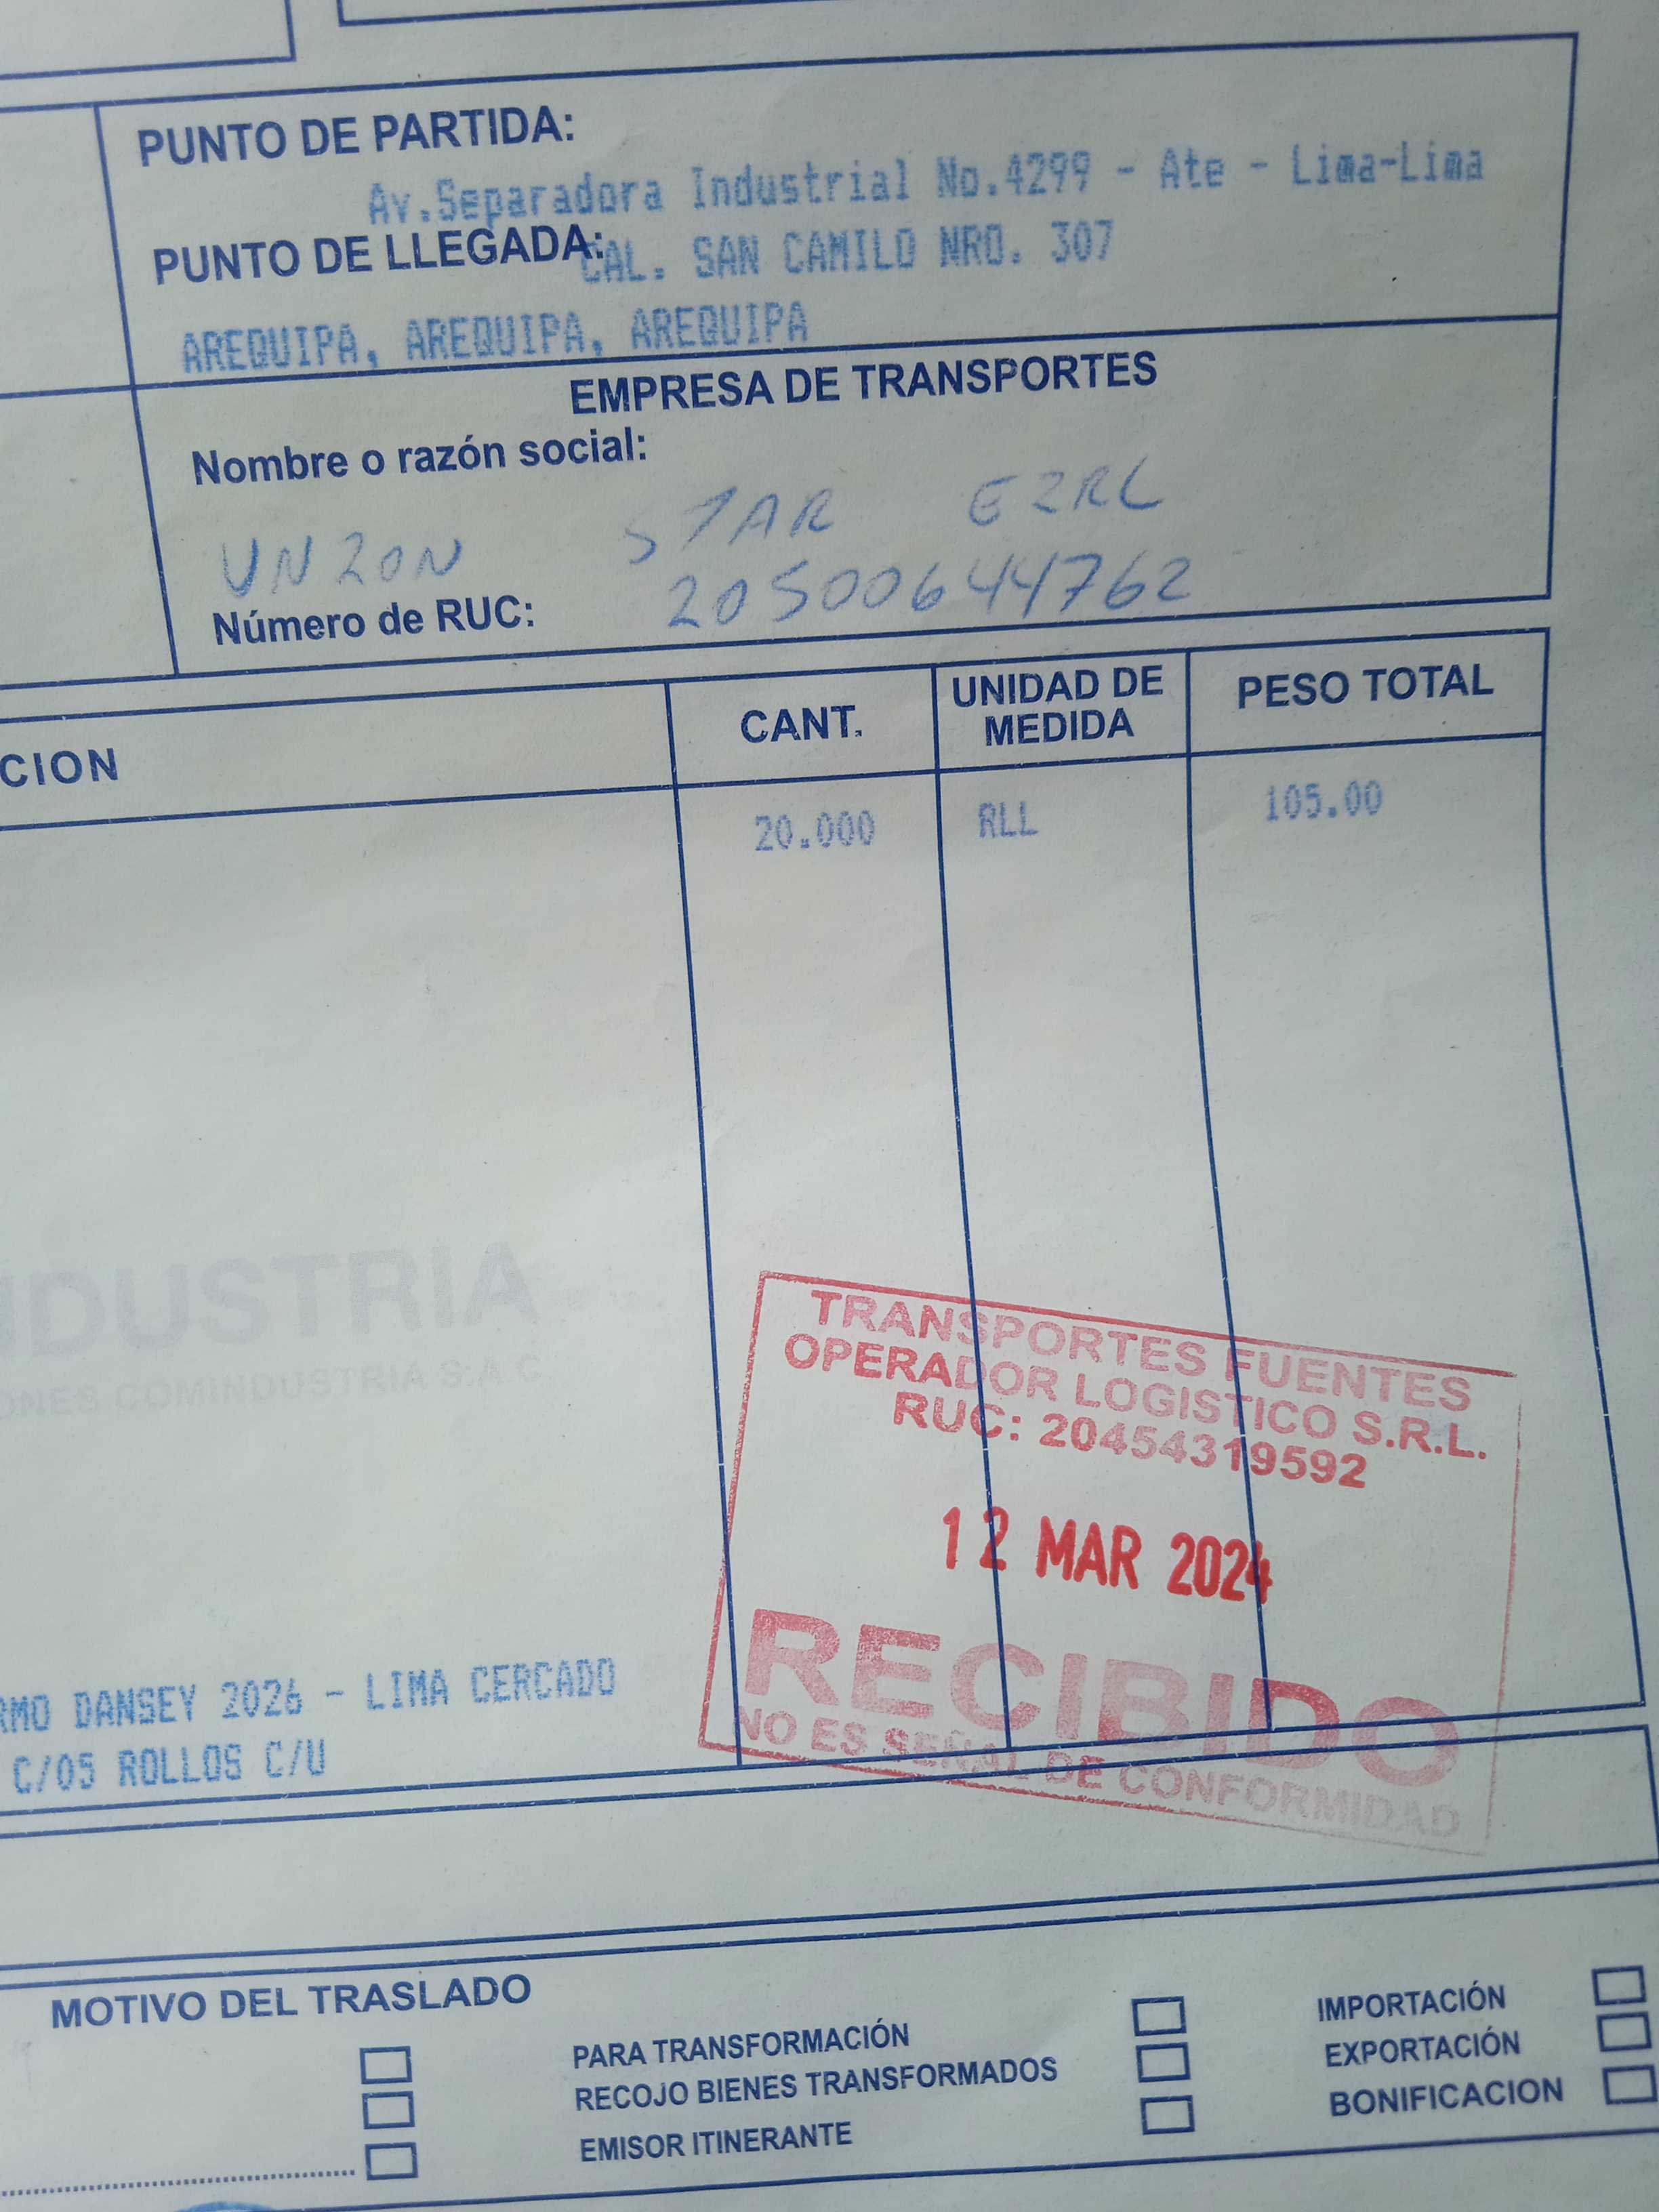 PUNTO DE PARTIDA:
Av.Separadora Industrial No.4299 - Ate - Lima-Lima
PUNTO DE LLEGADA: CAL. SAN CAMILO NRO. 307
AREQUIPA, AREQUIPA, AREQUIPA
EMPRESA DE TRANSPORTES
Nombre o razón social:
UNION STAR EIRL
Número de RUC: 20500644762
CION
CANT.
UNIDAD DE
MEDIDA
PESO TOTAL
20.000 RLL 105.00
NDUSTRIA
ONES COMINDUSTRIA S.A.C
TRANSPORTES FUENTES
OPERADOR LOGISTICO S.R.L.
RUC: 20454319592
12 MAR 2024
RECIBIDO
NO ES SEÑAL DE CONFORMIDAD
RMO DANSEY 2026 - LIMA CERCADO
C/05 ROLLOS C/U
MOTIVO DEL TRASLADO
PARA TRANSFORMACIÓN
RECOJO BIENES TRANSFORMADOS
EMISOR ITINERANTE
IMPORTACIÓN
EXPORTACIÓN
BONIFICACION